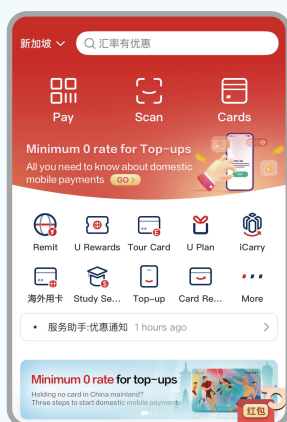 新加坡
汇率有优惠
Pay Scan Cards
Minimum 0 rate for Top-ups
All you need to know about domestic
mobile payments GO >
Remit U Rewards Tour Card U Plan iCarry
海外用卡 Study Se... Top-up Card Re... More
• 服务助手:优惠通知 1 hours ago
Minimum 0 rate for top-ups
Holding no card in China mainland?
Three steps to start domestic mobile payments
红包